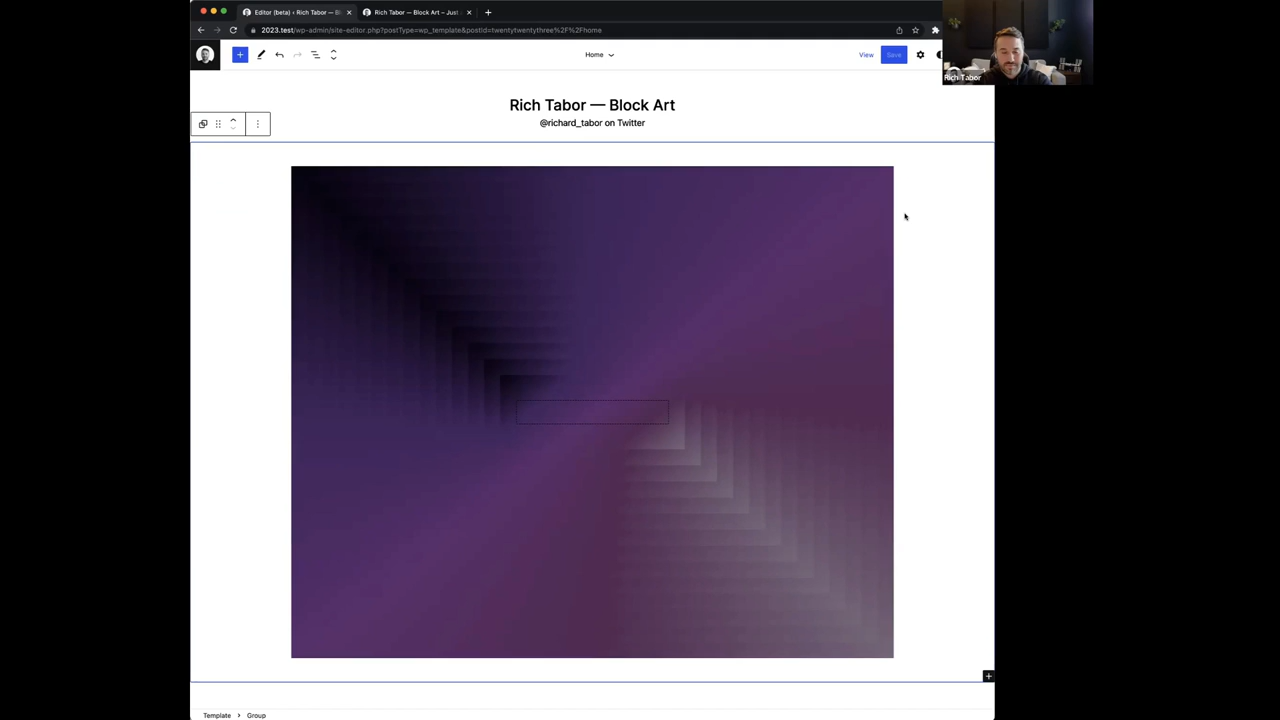 Editor (beta) ‹ Rich Tabor — Bl
Rich Tabor — Block Art – Just
2023.test/wp-admin/site-editor.php?postType=wp_template&postId=twentytwentythree%2F%2Fhome
Home
View
Save
Rich Tabor
Rich Tabor — Block Art
@richard_tabor on Twitter
Template > Group